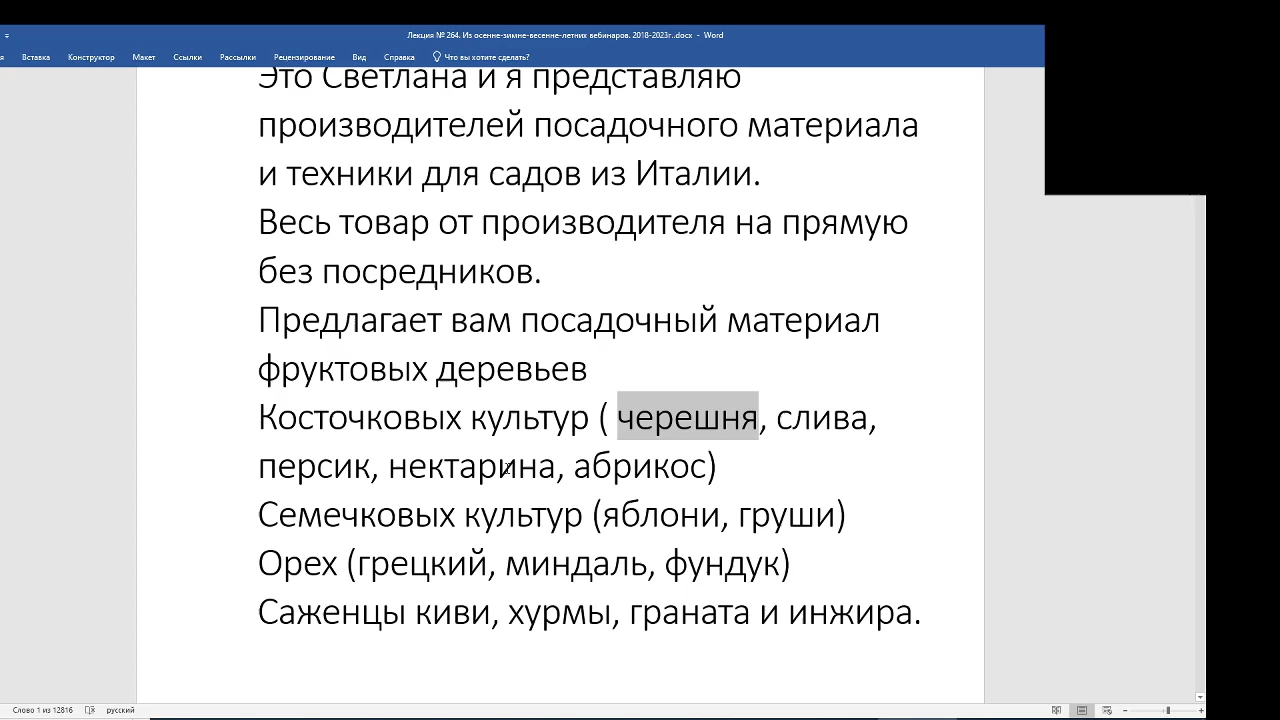 Лекция № 264. Из осенне-зимне-весенне-летних вебинаров. 2018-2023г..docx - Word
Вставка Конструктор Макет Ссылки Рассылки Рецензирование Вид Справка Что вы хотите сделать?
Это Светлана и я представляю
производителей посадочного материала
и техники для садов из Италии.
Весь товар от производителя на прямую
без посредников.
Предлагает вам посадочный материал
фруктовых деревьев
Косточковых культур ( черешня, слива,
персик, нектарина, абрикос)
Семечковых культур (яблони, груши)
Орех (грецкий, миндаль, фундук)
Саженцы киви, хурмы, граната и инжира.
Слово 1 из 12816 русский